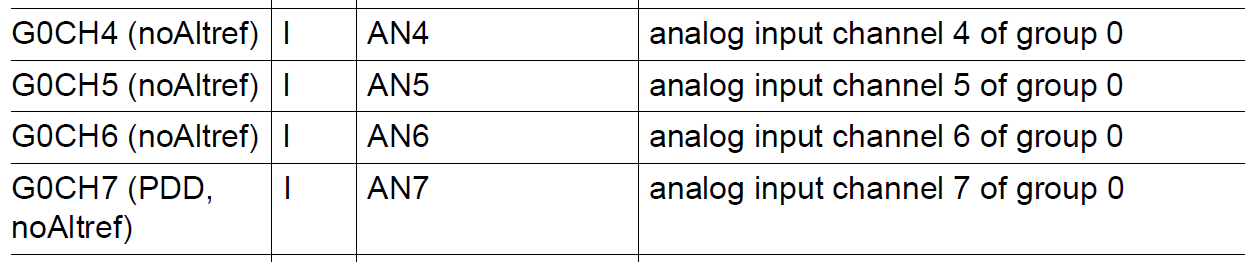 G0CH4 (noAltref) I AN4 analog input channel 4 of group 0
G0CH5 (noAltref) I AN5 analog input channel 5 of group 0
G0CH6 (noAltref) I AN6 analog input channel 6 of group 0
G0CH7 (PDD, I AN7 analog input channel 7 of group 0
noAltref)